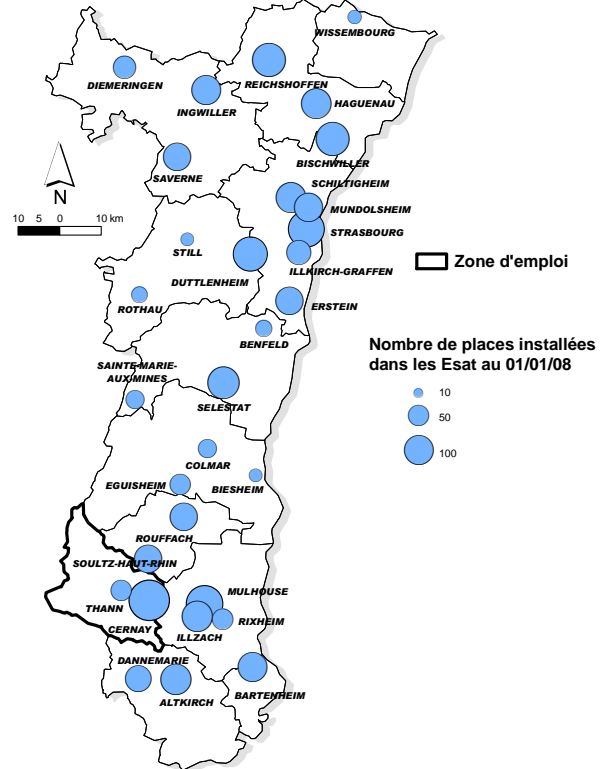 WISSEMBOURG
DIEMERINGEN
REICHSHOFFEN
INGWILLER
HAGUENAU
BISCHWILLER
SAVERNE
SCHILTIGHEIM
N
MUNDOLSHEIM
10 5 0 10 km
STRASBOURG
STILL
Zone d'emploi
ILLKIRCH-GRAFFEN
DUTTLENHEIM
ROTHAU
ERSTEIN
BENFELD
Nombre de places installées
dans les Esat au 01/01/08
10
50
100
SAINTE-MARIE-
AUX-MINES
SELESTAT
COLMAR
EGUISHEIM
BIESHEIM
ROUFFACH
SOULTZ-HAUT-RHIN
MULHOUSE
THANN
RIXHEIM
CERNAY
ILLZACH
DANNEMARIE
BARTENHEIM
ALTKIRCH